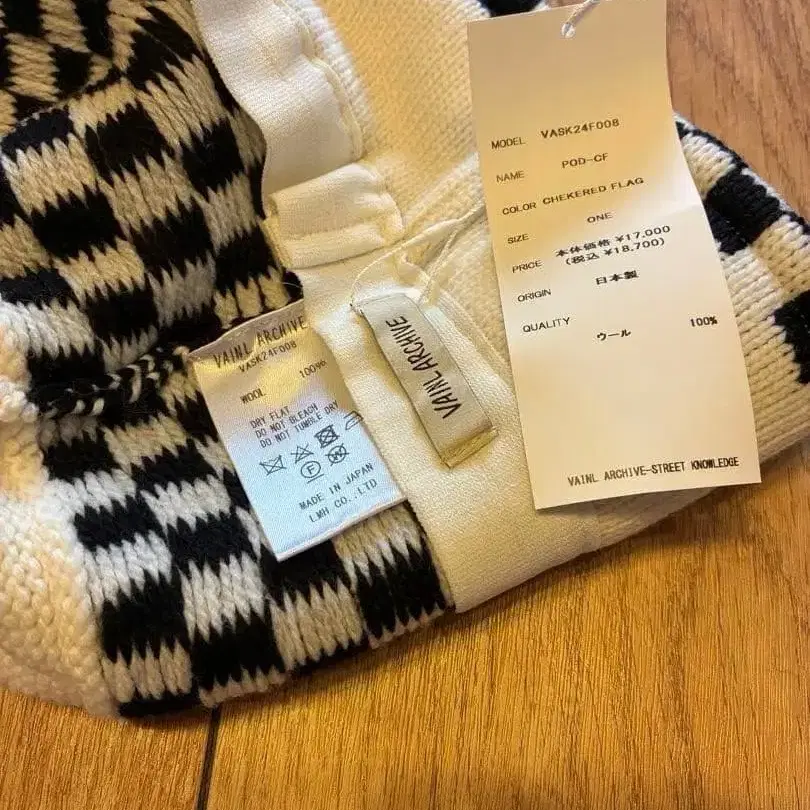 MODEL VASK24F008
NAME POD-CF
COLOR CHEKERED FLAG
SIZE ONE
PRICE 本体価格 ¥17,000
(税込 ¥18,700)
ORIGIN 日本製
QUALITY
ウール 100%
VAINL ARCHIVE-STREET KNOWLEDGE
VAINL ARCHIVE
VAINL ARCHIVE
VASK24F008
WOOL 100%
DRY FLAT
DO NOT BLEACH
DO NOT TUMBLE DRY
MADE IN JAPAN
LMH CO.,LTD